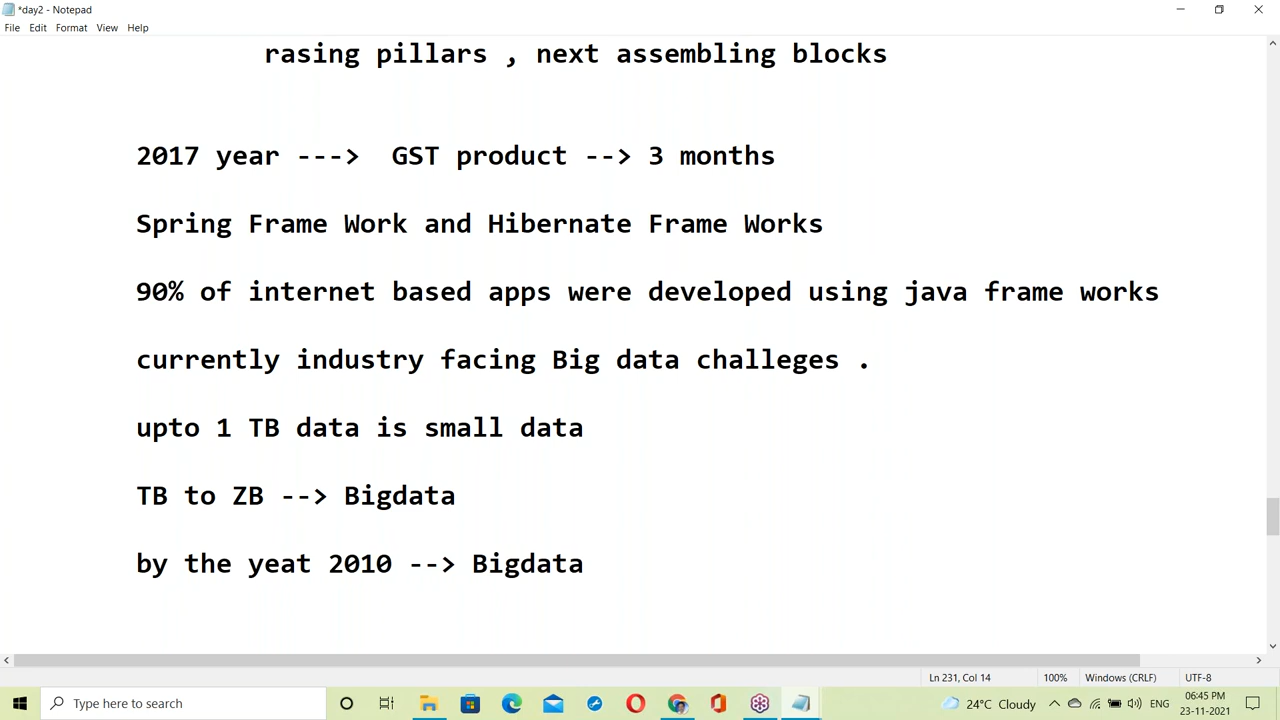 *day2 - Notepad
File Edit Format View Help
rasing pillars , next assembling blocks
2017 year ---> GST product --> 3 months
Spring Frame Work and Hibernate Frame Works
90% of internet based apps were developed using java frame works
currently industry facing Big data challeges .
upto 1 TB data is small data
TB to ZB --> Bigdata
by the yeat 2010 --> Bigdata
Ln 231, Col 14 100% Windows (CRLF) UTF-8
Type here to search 24°C Cloudy ENG 06:45 PM
23-11-2021